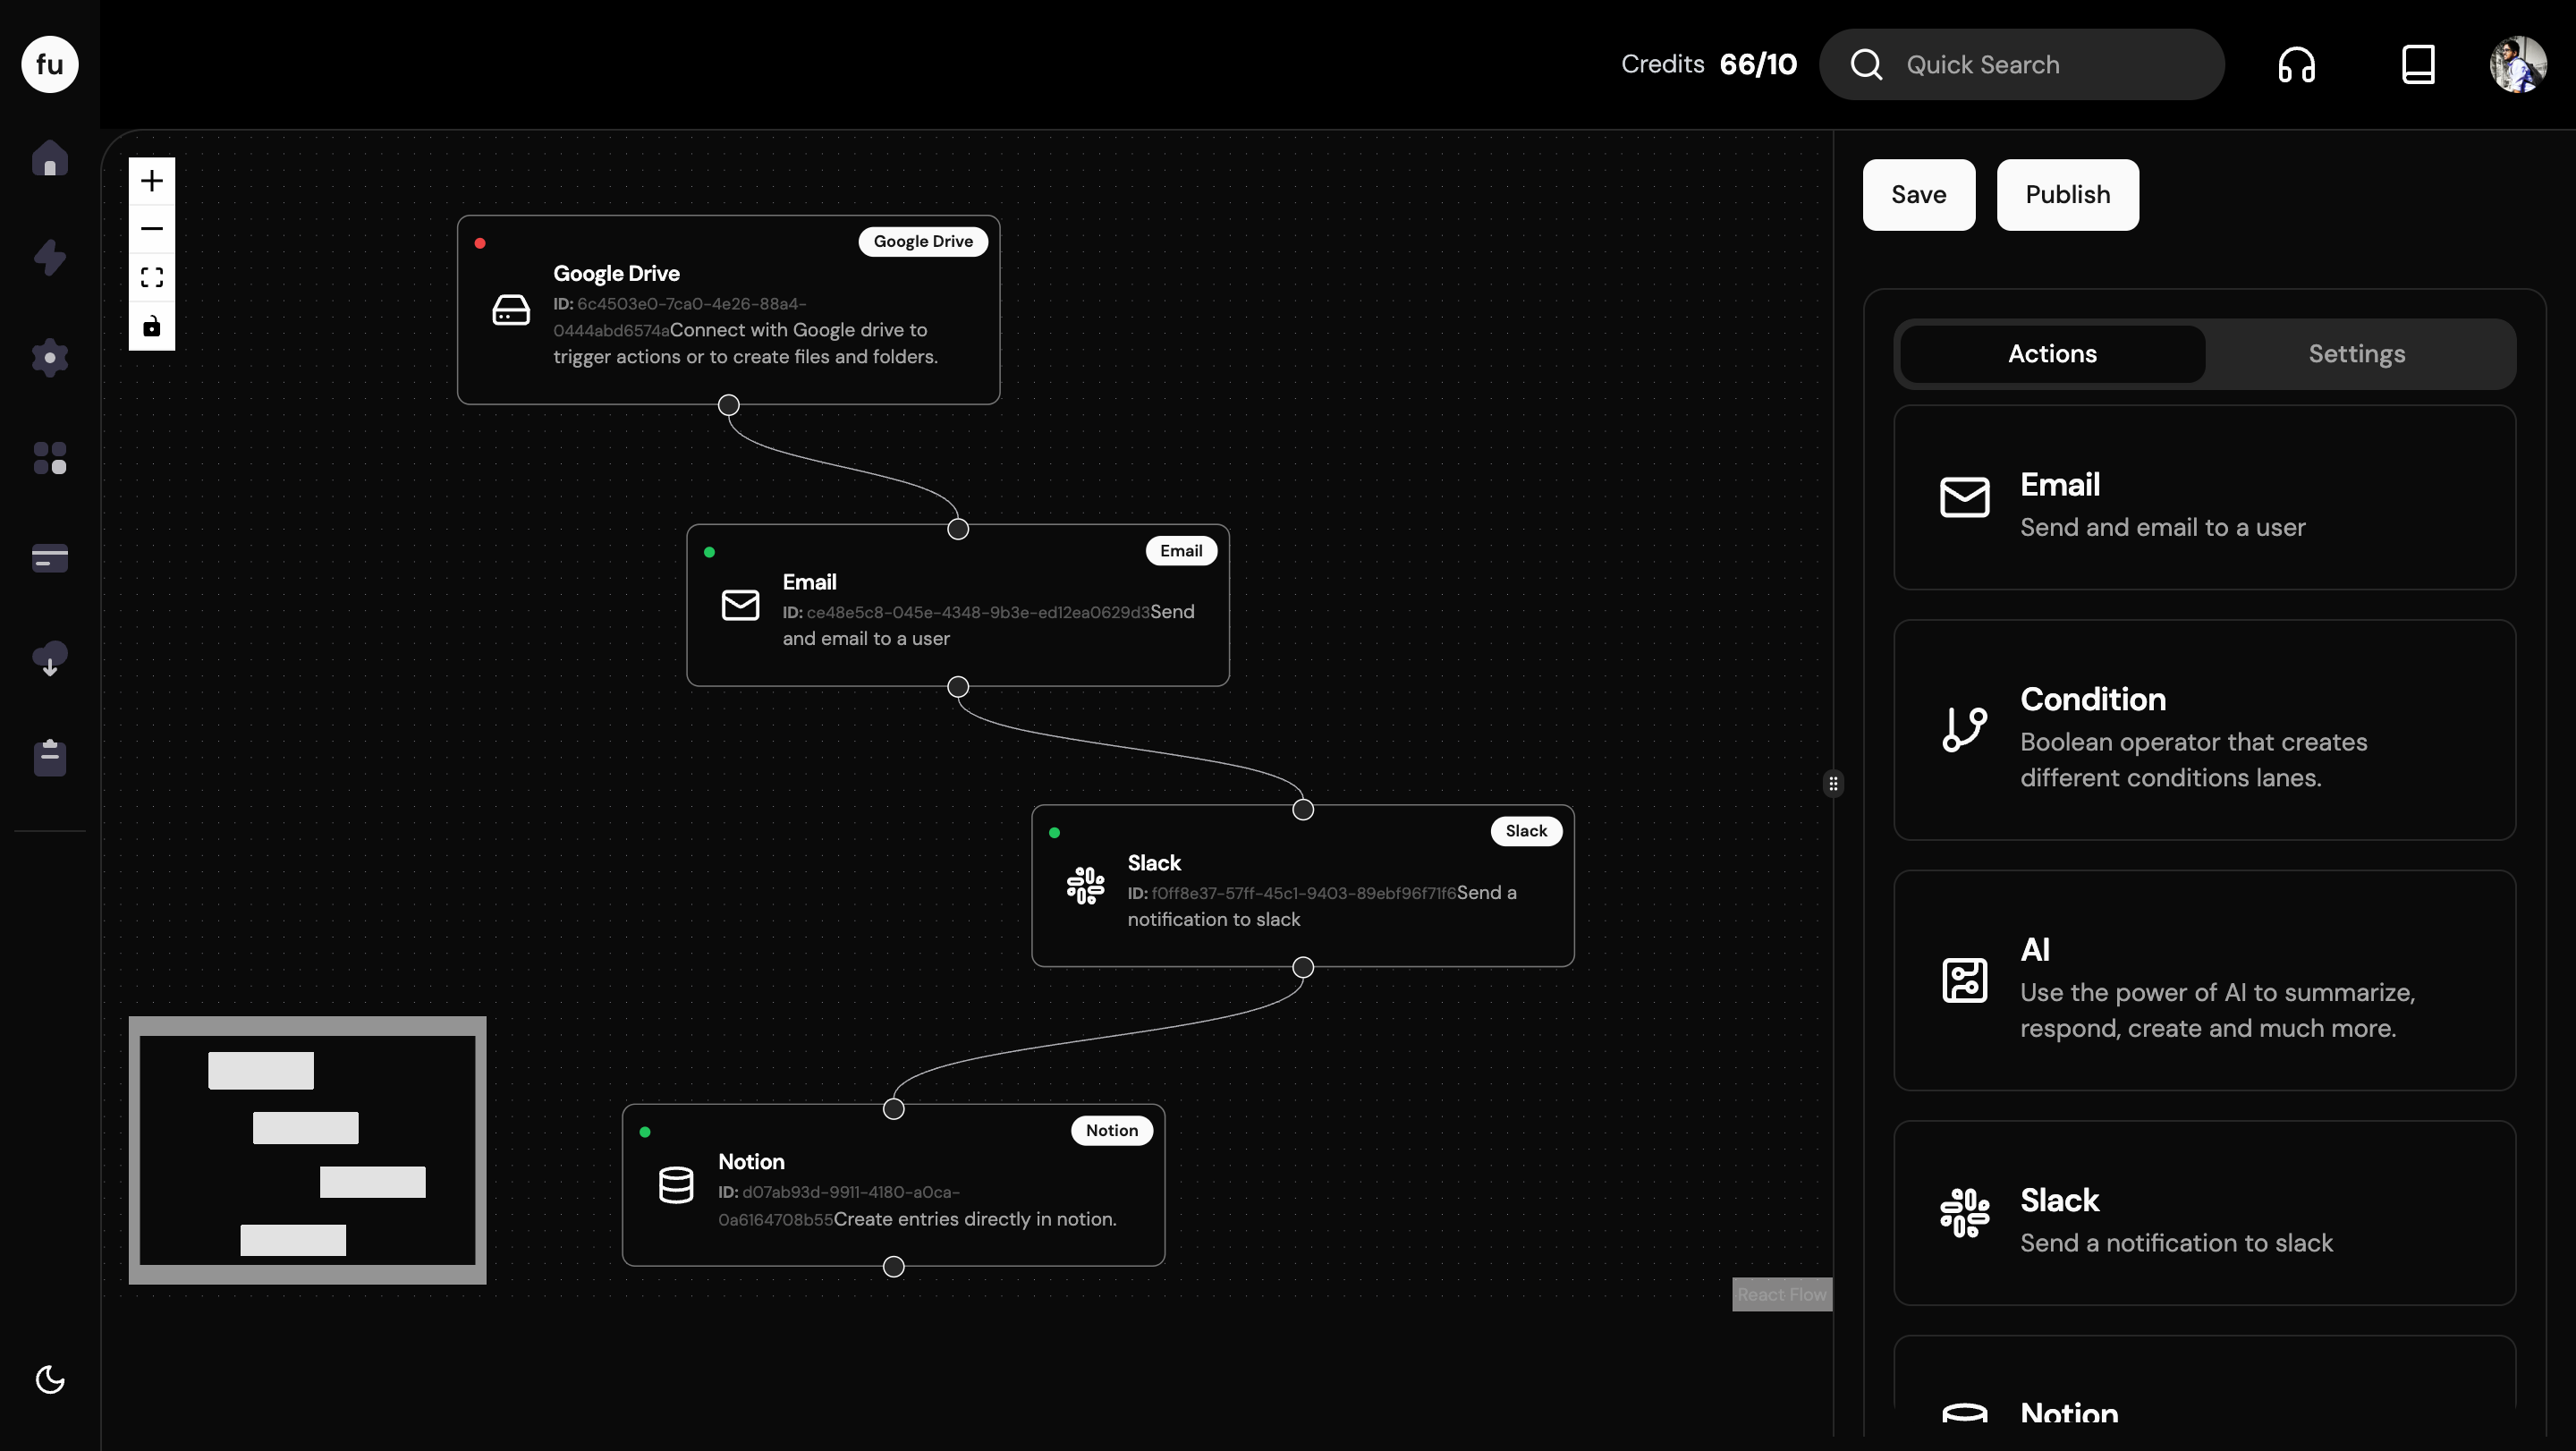 fu
Credits 66/10
Quick Search
Save
Publish
Google Drive
Google Drive
ID: 6c4503e0-7ca0-4e26-88a4-
0444abd6574aConnect with Google drive to
trigger actions or to create files and folders.
Email
Email
ID: ce48e5c8-045e-4348-9b3e-ed12ea0629d3Send
and email to a user
Slack
Slack
ID: f0ff8e37-57ff-45c1-9403-89ebf96f71f6Send a
notification to slack
Notion
Notion
ID: d07ab93d-9911-4180-a0ca-
0a6164708b55Create entries directly in notion.
React Flow
Actions
Settings
Email
Send and email to a user
Condition
Boolean operator that creates
different conditions lanes.
AI
Use the power of AI to summarize,
respond, create and much more.
Slack
Send a notification to slack
Notion